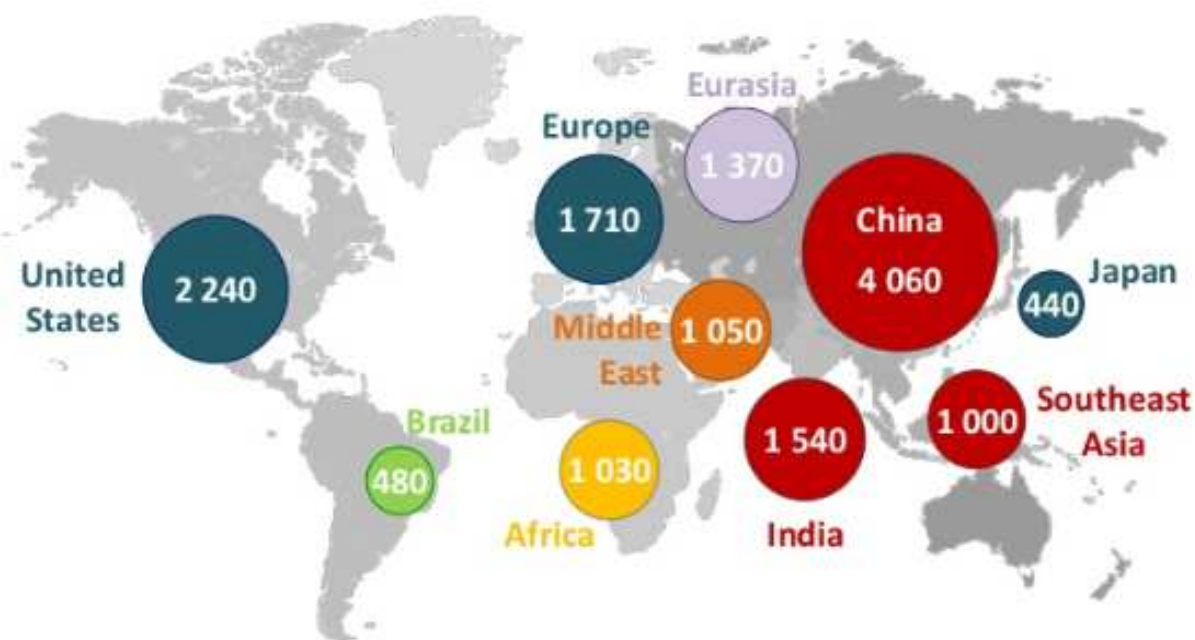 Eurasia
1 370
Europe
1 710
China
4 060
United
States
2 240
Japan
440
Middle
East
1 050
Brazil
480
Africa
1 030
1 540
India
Southeast
Asia
1 000